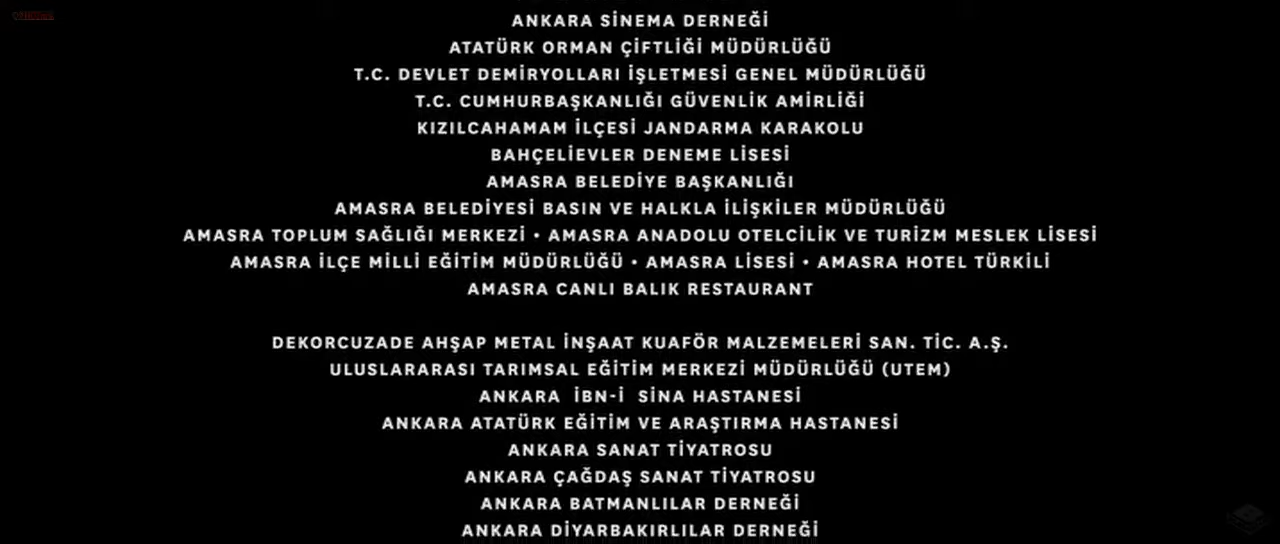 ANKARA SİNEMA DERNEĞİ
ATATÜRK ORMAN ÇİFTLİĞİ MÜDÜRLÜĞÜ
T.C. DEVLET DEMİRYOLLARI İŞLETMESİ GENEL MÜDÜRLÜĞÜ
T.C. CUMHURBAŞKANLIĞI GÜVENLİK AMİRLİĞİ
KIZILCAHAMAM İLÇESİ JANDARMA KARAKOLU
BAHÇELİEVLER DENEME LİSESİ
AMASRA BELEDİYE BAŞKANLIĞI
AMASRA BELEDİYESİ BASIN VE HALKLA İLİŞKİLER MÜDÜRLÜĞÜ
AMASRA TOPLUM SAĞLIĞI MERKEZİ • AMASRA ANADOLU OTELCİLİK VE TURİZM MESLEK LİSESİ
AMASRA İLÇE MİLLİ EĞİTİM MÜDÜRLÜĞÜ • AMASRA LİSESİ • AMASRA HOTEL TÜRKİLİ
AMASRA CANLI BALIK RESTAURANT
DEKORCUZADE AHŞAP METAL İNŞAAT KUAFÖR MALZEMELERİ SAN. TİC. A.Ş.
ULUSLARARASI TARIMSAL EĞİTİM MERKEZİ MÜDÜRLÜĞÜ (UTEM)
ANKARA İBN-İ SİNA HASTANESİ
ANKARA ATATÜRK EĞİTİM VE ARAŞTIRMA HASTANESİ
ANKARA SANAT TİYATROSU
ANKARA ÇAĞDAŞ SANAT TİYATROSU
ANKARA BATMANLILAR DERNEĞİ
ANKARA DİYARBAKIRLILAR DERNEĞİ